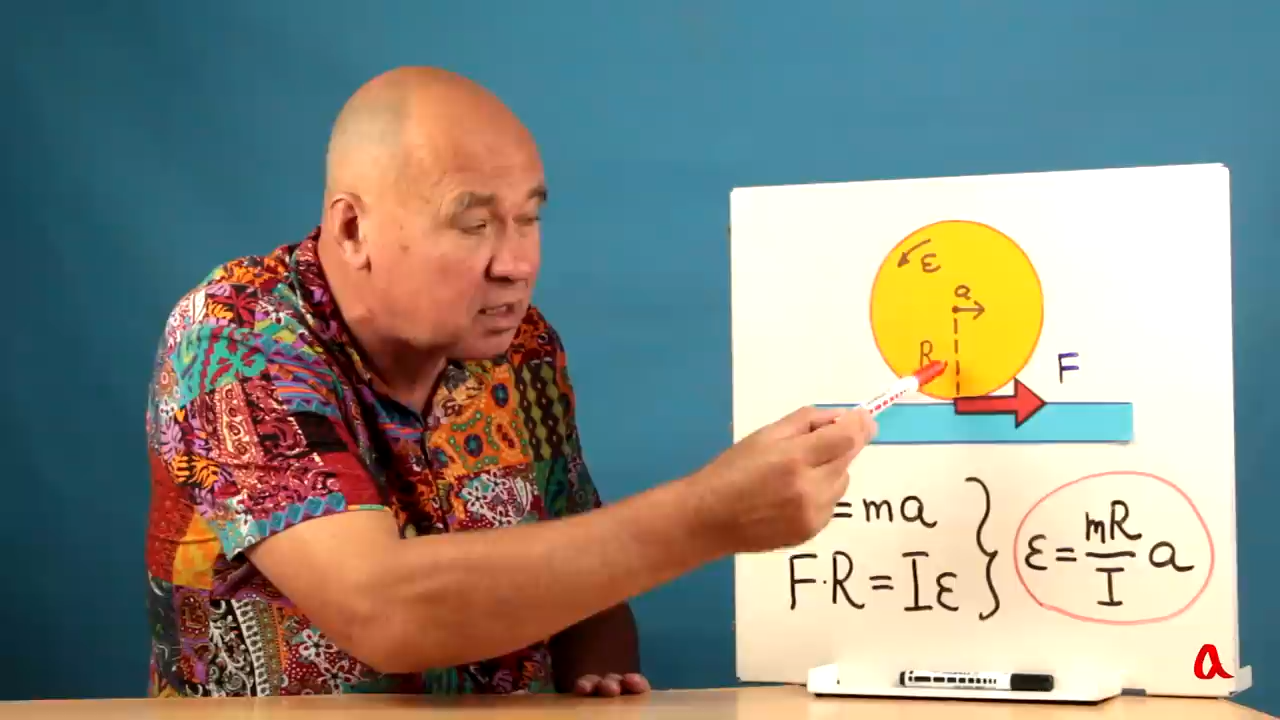 ε
a
R
F
= ma
F·R = Iε
ε = mR/I a
a